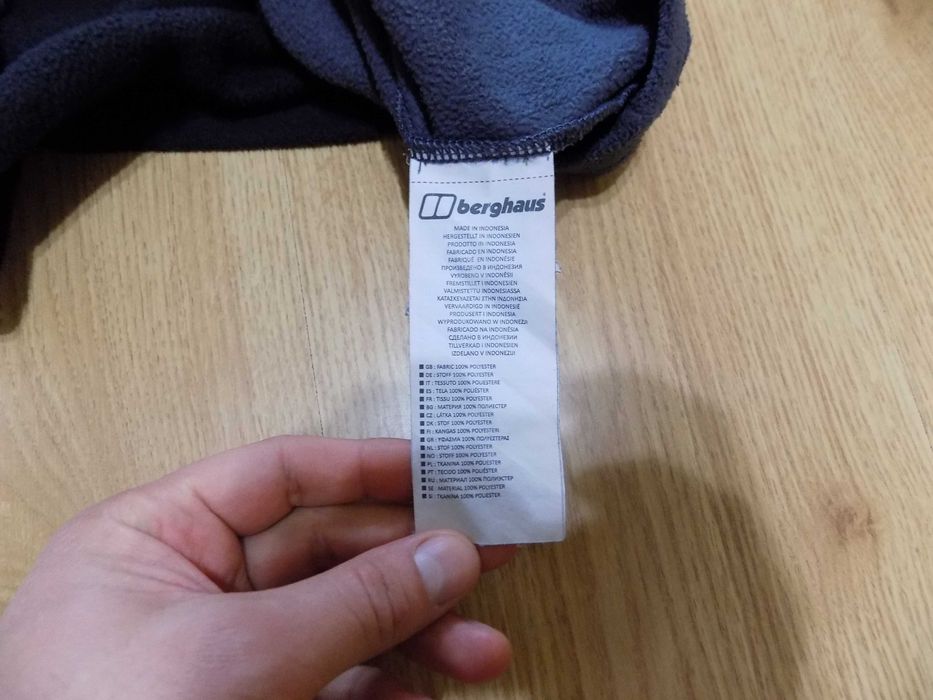 berghaus
MADE IN INDONESIA
HERGESTELLT IN INDONESIEN
PRODOTTO IN INDONESIA
FABRICADO EN INDONESIA
FABRIQUÉ EN INDONÉSIE
ПРОИЗВЕДЕНО В ИНДОНЕЗИЯ
VYROBENO V INDONÉSII
FREMSTILLET I INDONESIEN
VALMISTETTU INDONESIASSA
ΚΑΤΑΣΚΕΥΑΖΕΤΑΙ ΣΤΗΝ ΙΝΔΟΝΗΣΙΑ
VERVAARDIGD IN INDONESIË
PRODUSERT I INDONESIA
WYPRODUKOWANO W INDONEZJI
FABRICADO NA INDONÉSIA
СДЕЛАНО В ИНДОНЕЗИИ
TILLVERKAD I INDONESIEN
IZDELANO V INDONEZIJI
GB : FABRIC 100% POLYESTER
DE : STOFF 100% POLYESTER
IT : TESSUTO 100% POLIESTERE
ES : TELA 100% POLIÉSTER
FR : TISSU 100% POLYESTER
BG : МАТЕРИЯ 100% ПОЛИЕСТЕР
CZ : LÁTKA 100% POLYESTER
DK : STOF 100% POLYESTER
FI : KANGAS 100% POLYESTERI
GR : ΥΦΑΣΜΑ 100% ΠΟΛΥΕΣΤΕΡΑΣ
NL : STOF 100% POLYESTER
NO : STOFF 100% POLYESTER
PL : TKANINA 100% POLYESTER
PT : TECIDO 100% POLIÉSTER
RU : МАТЕРИАЛ 100% ПОЛИЭСТЕР
SE : MATERIAL 100% POLYESTER
SI : TKANINA 100% POLIESTER